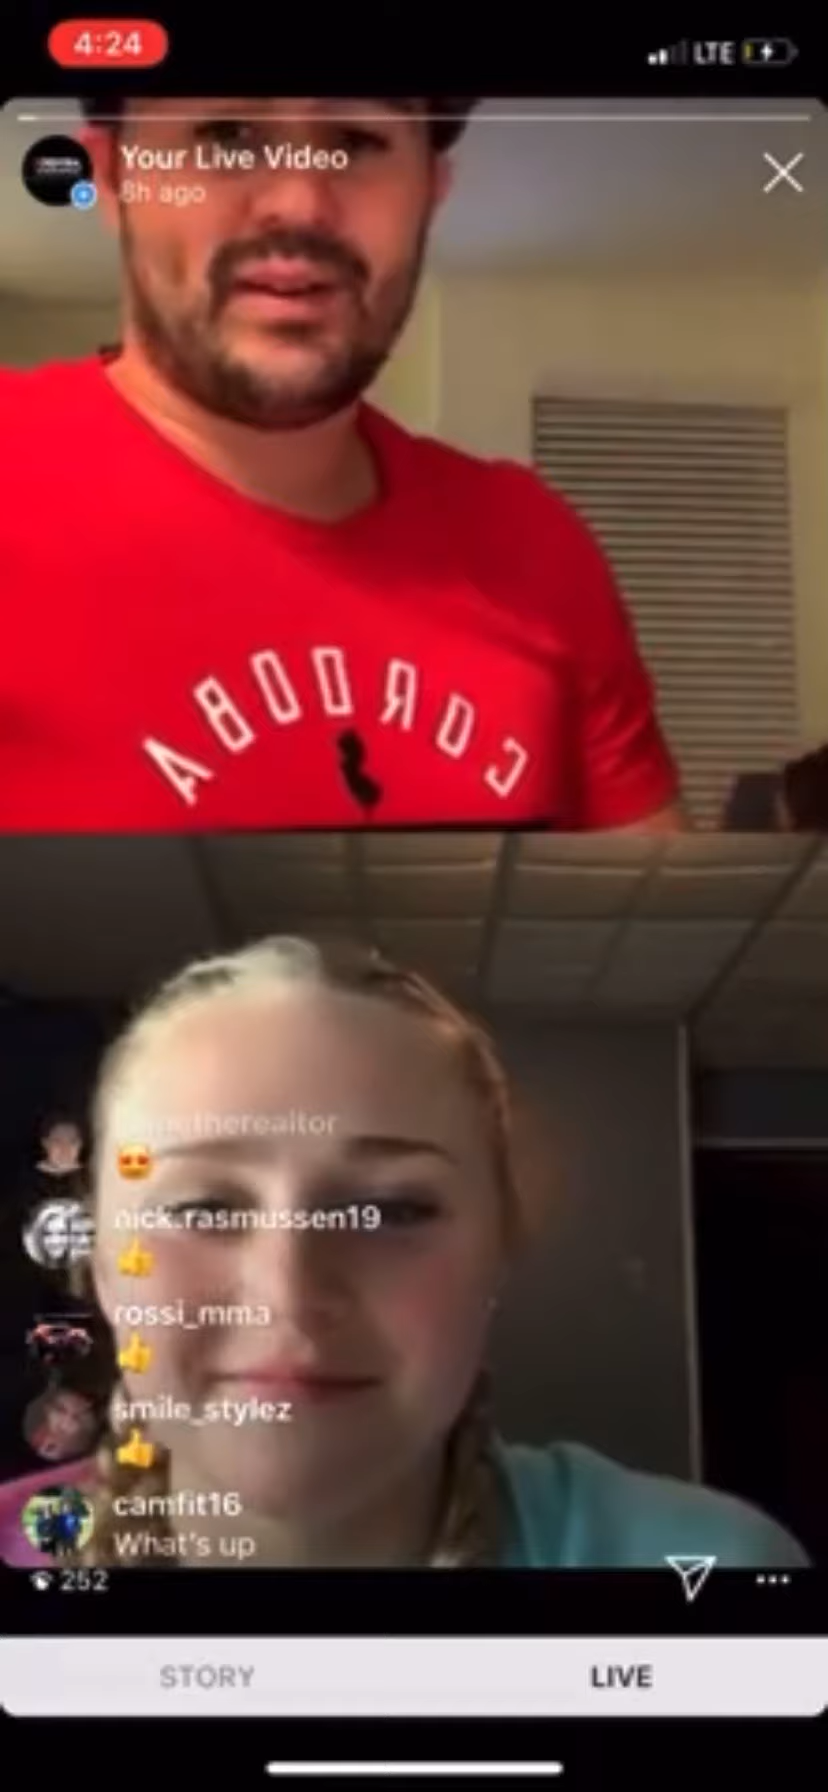 4:24
LTE
Your Live Video
8h ago
CORDOBA
therealtor
nick.rasmussen19
rossi_mma
smile_stylez
camfit16
What's up
252
STORY
LIVE